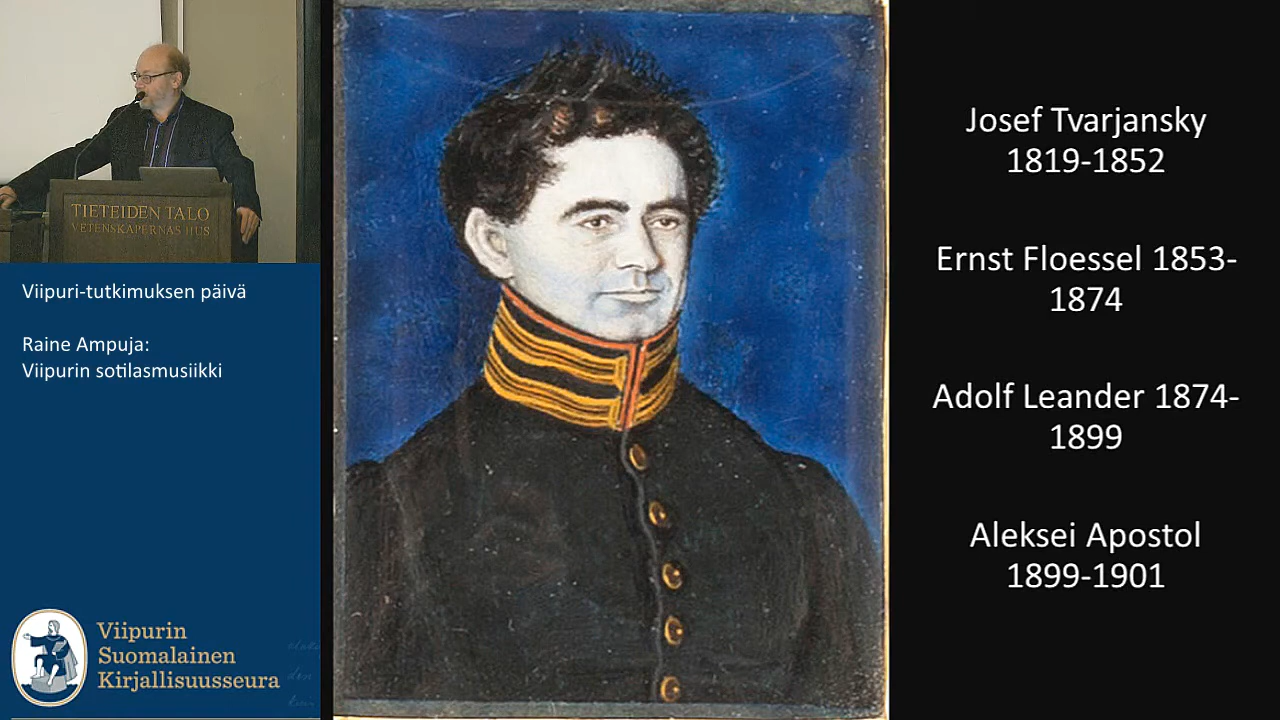 TIETEIDEN TALO
VETENSKAPERNAS HUS
Viipuri-tutkimuksen päivä
Raine Ampuja:
Viipurin sotilasmusiikki
Viipurin
Suomalainen
Kirjallisuusseura
Josef Tvarjansky
1819-1852
Ernst Floessel 1853-
1874
Adolf Leander 1874-
1899
Aleksei Apostol
1899-1901